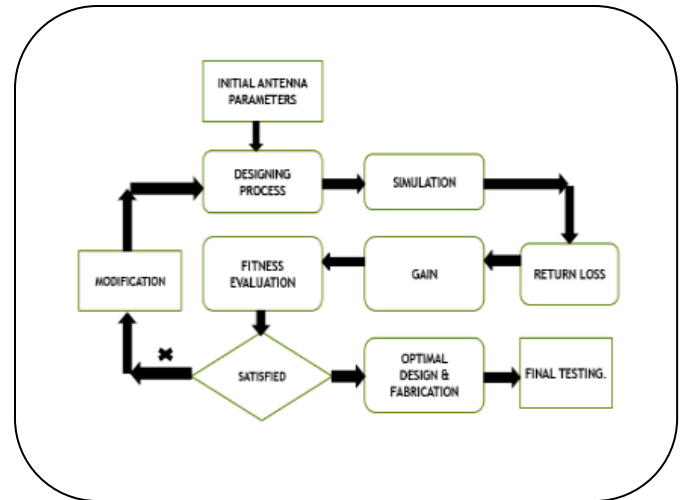 INITIAL ANTENNA
PARAMETERS
DESIGNING
PROCESS
SIMULATION
MODIFICATION
FITNESS
EVALUATION
GAIN
RETURN LOSS
SATISFIED
OPTIMAL
DESIGN &
FABRICATION
FINAL TESTING.